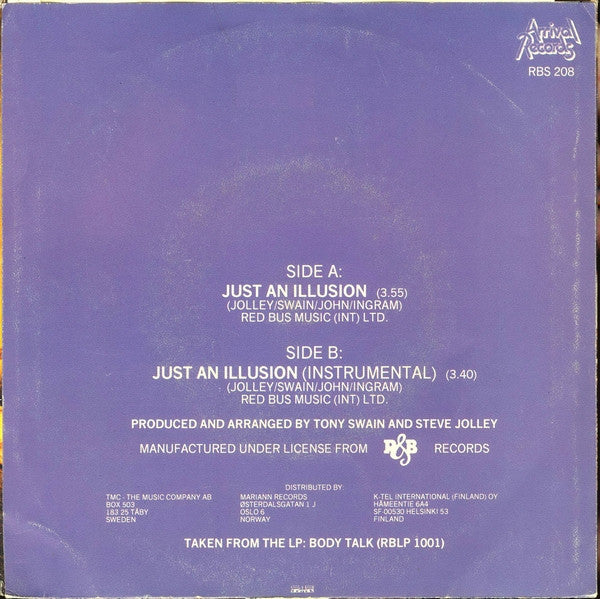 Arrival
Records
RBS 208
SIDE A:
JUST AN ILLUSION (3.55)
(JOLLEY/SWAIN/JOHN/INGRAM)
RED BUS MUSIC (INT) LTD.
SIDE B:
JUST AN ILLUSION (INSTRUMENTAL) (3.40)
(JOLLEY/SWAIN/JOHN/INGRAM)
RED BUS MUSIC (INT) LTD.
PRODUCED AND ARRANGED BY TONY SWAIN AND STEVE JOLLEY
MANUFACTURED UNDER LICENSE FROM R&B RECORDS
DISTRIBUTED BY:
TMC - THE MUSIC COMPANY AB
BOX 503
183 25 TÄBY
SWEDEN
MARIANN RECORDS
ØSTERDALSGATAN 1 J
OSLO 6
NORWAY
K-TEL INTERNATIONAL (FINLAND) OY
HÄMEENTIE 6A4
SF 00530 HELSINKI 53
FINLAND
TAKEN FROM THE LP: BODY TALK (RBLP 1001)